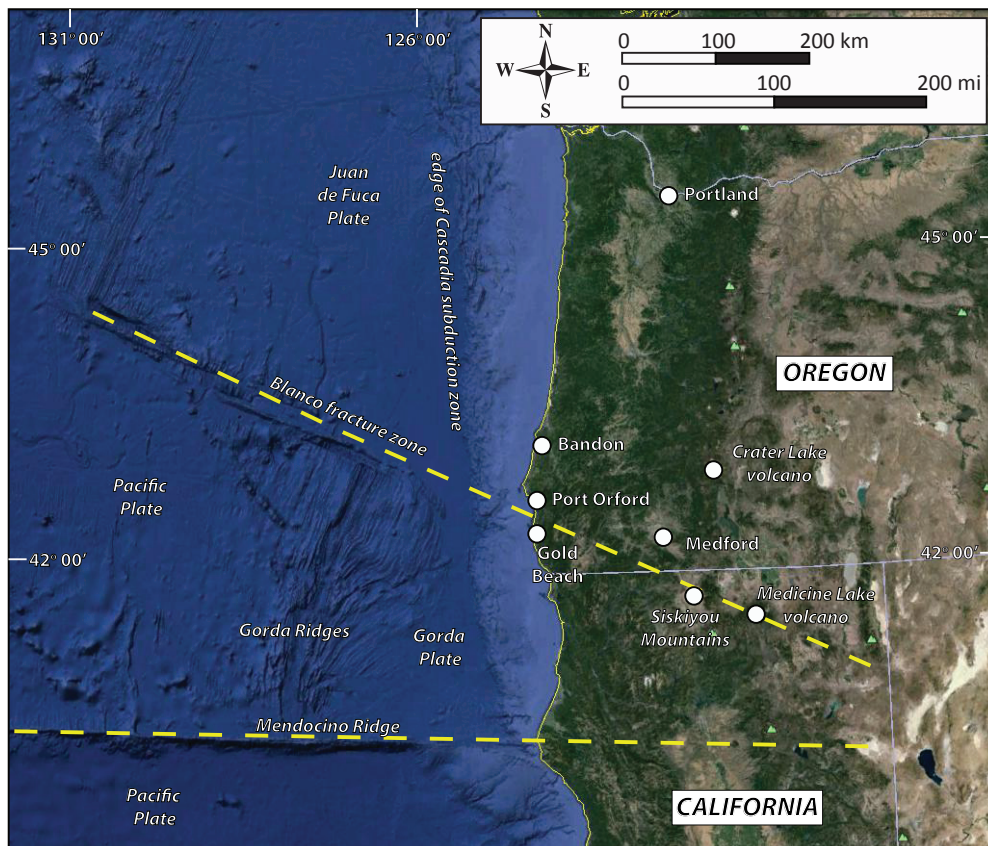 131° 00'
126° 00'
N
W
E
S
0
100
200 km
0
100
200 mi
Juan
de Fuca
Plate
edge of Cascadia subduction zone
Portland
45° 00'
45° 00'
OREGON
Blanco fracture zone
Bandon
Crater Lake
volcano
Pacific
Plate
Port Orford
Gold
Beach
Medford
42° 00'
42° 00'
Siskiyou
Mountains
Medicine Lake
volcano
Gorda Ridges
Gorda
Plate
Mendocino Ridge
Pacific
Plate
CALIFORNIA